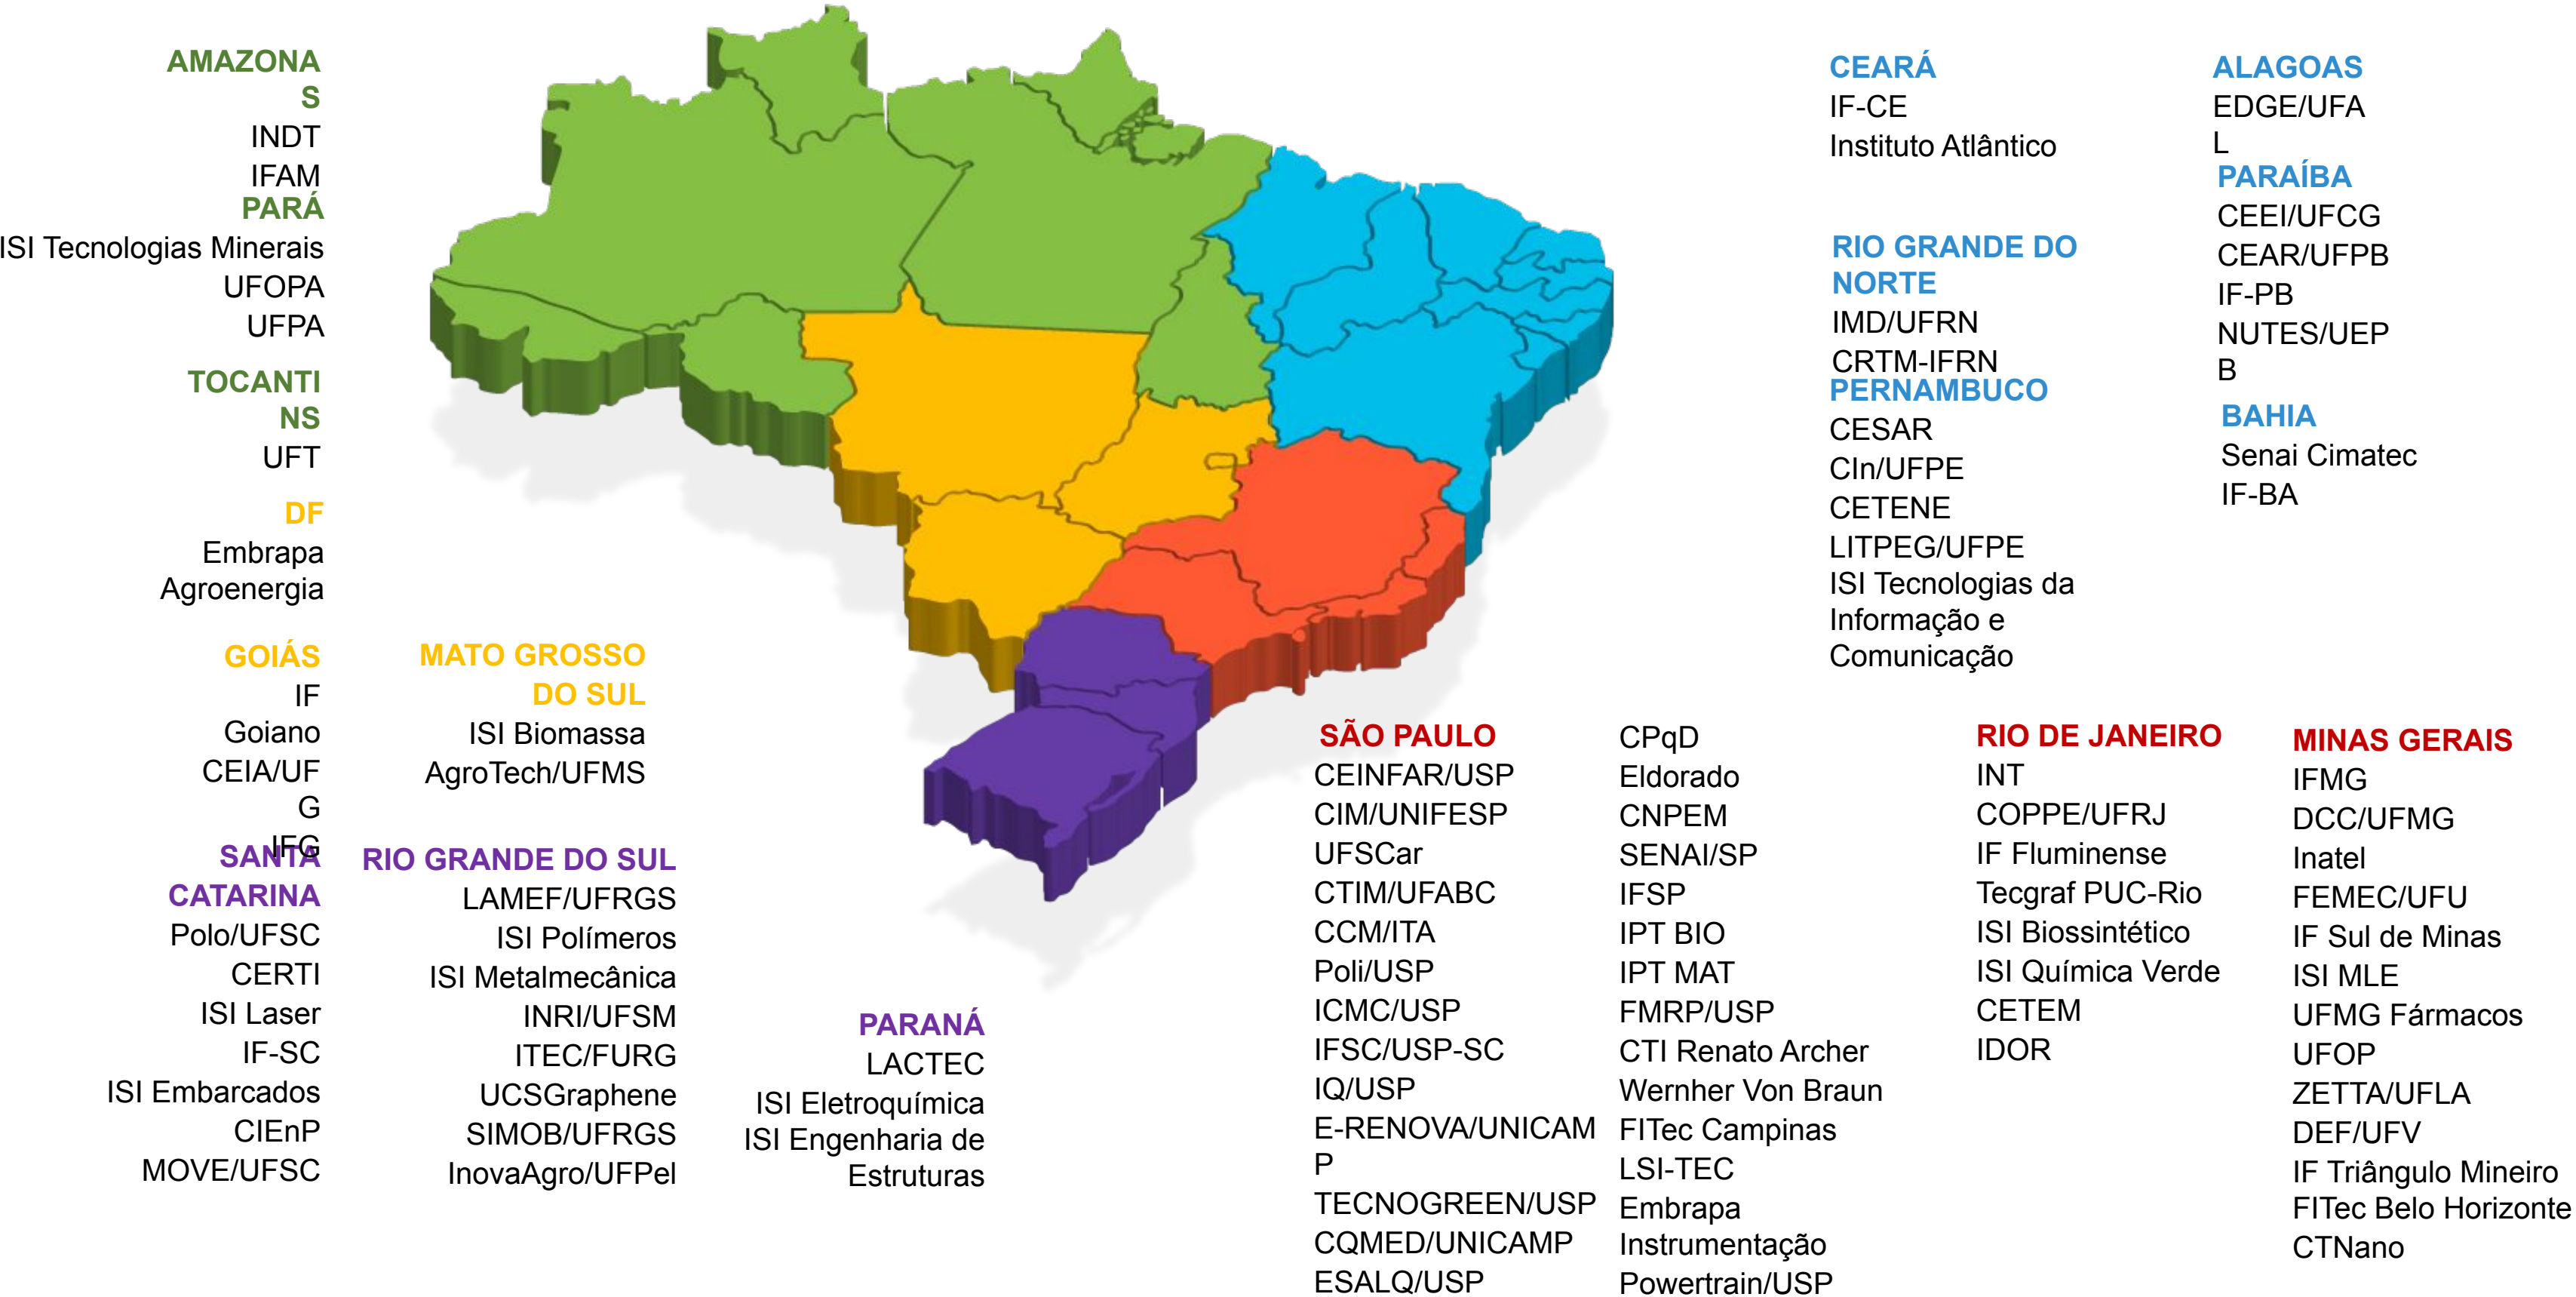 AMAZONA
S
INDT
IFAM
PARÁ
ISI Tecnologias Minerais
UFOPA
UFPA
TOCANTI
NS
UFT
DF
Embrapa
Agroenergia
GOIÁS
IF
Goiano
CEIA/UF
G
IFG
MATO GROSSO
DO SUL
ISI Biomassa
AgroTech/UFMS
SANTA
CATARINA
Polo/UFSC
CERTI
ISI Laser
IF-SC
ISI Embarcados
CIEnP
MOVE/UFSC
RIO GRANDE DO SUL
LAMEF/UFRGS
ISI Polímeros
ISI Metalmecânica
INRI/UFSM
ITEC/FURG
UCSGraphene
SIMOB/UFRGS
InovaAgro/UFPel
PARANÁ
LACTEC
ISI Eletroquímica
ISI Engenharia de
Estruturas
CEARÁ
IF-CE
Instituto Atlântico
RIO GRANDE DO
NORTE
IMD/UFRN
CRTM-IFRN
PERNAMBUCO
CESAR
CIn/UFPE
CETENE
LITPEG/UFPE
ISI Tecnologias da
Informação e
Comunicação
ALAGOAS
EDGE/UFA
L
PARAÍBA
CEEI/UFCG
CEAR/UFPB
IF-PB
NUTES/UEP
B
BAHIA
Senai Cimatec
IF-BA
SÃO PAULO
CEINFAR/USP
CIM/UNIFESP
UFSCar
CTIM/UFABC
CCM/ITA
Poli/USP
ICMC/USP
IFSC/USP-SC
IQ/USP
E-RENOVA/UNICAM
P
TECNOGREEN/USP
CQMED/UNICAMP
ESALQ/USP
CPqD
Eldorado
CNPEM
SENAI/SP
IFSP
IPT BIO
IPT MAT
FMRP/USP
CTI Renato Archer
Wernher Von Braun
FITec Campinas
LSI-TEC
Embrapa
Instrumentação
Powertrain/USP
RIO DE JANEIRO
INT
COPPE/UFRJ
IF Fluminense
Tecgraf PUC-Rio
ISI Biossintético
ISI Química Verde
CETEM
IDOR
MINAS GERAIS
IFMG
DCC/UFMG
Inatel
FEMEC/UFU
IF Sul de Minas
ISI MLE
UFMG Fármacos
UFOP
ZETTA/UFLA
DEF/UFV
IF Triângulo Mineiro
FITec Belo Horizonte
CTNano